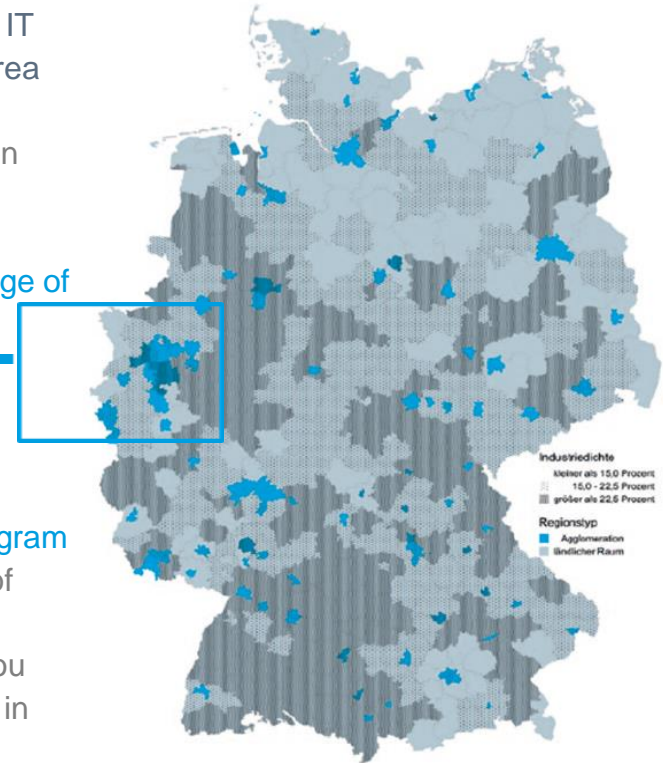 IT
rea
n
ge of
gram
of
ou
in
Industriedichte
kleiner als 15,0 Prozent
15,0 - 22,5 Prozent
größer als 22,5 Prozent
Regionstyp
Agglomeration
ländlicher Raum